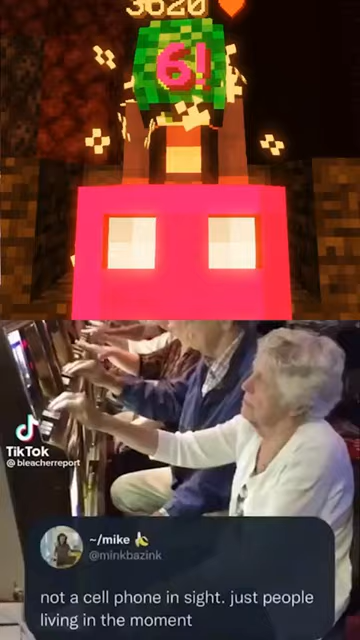 3620
6!
TikTok
@bleacherreport
~/mike
@minkbazink
not a cell phone in sight. just people
living in the moment